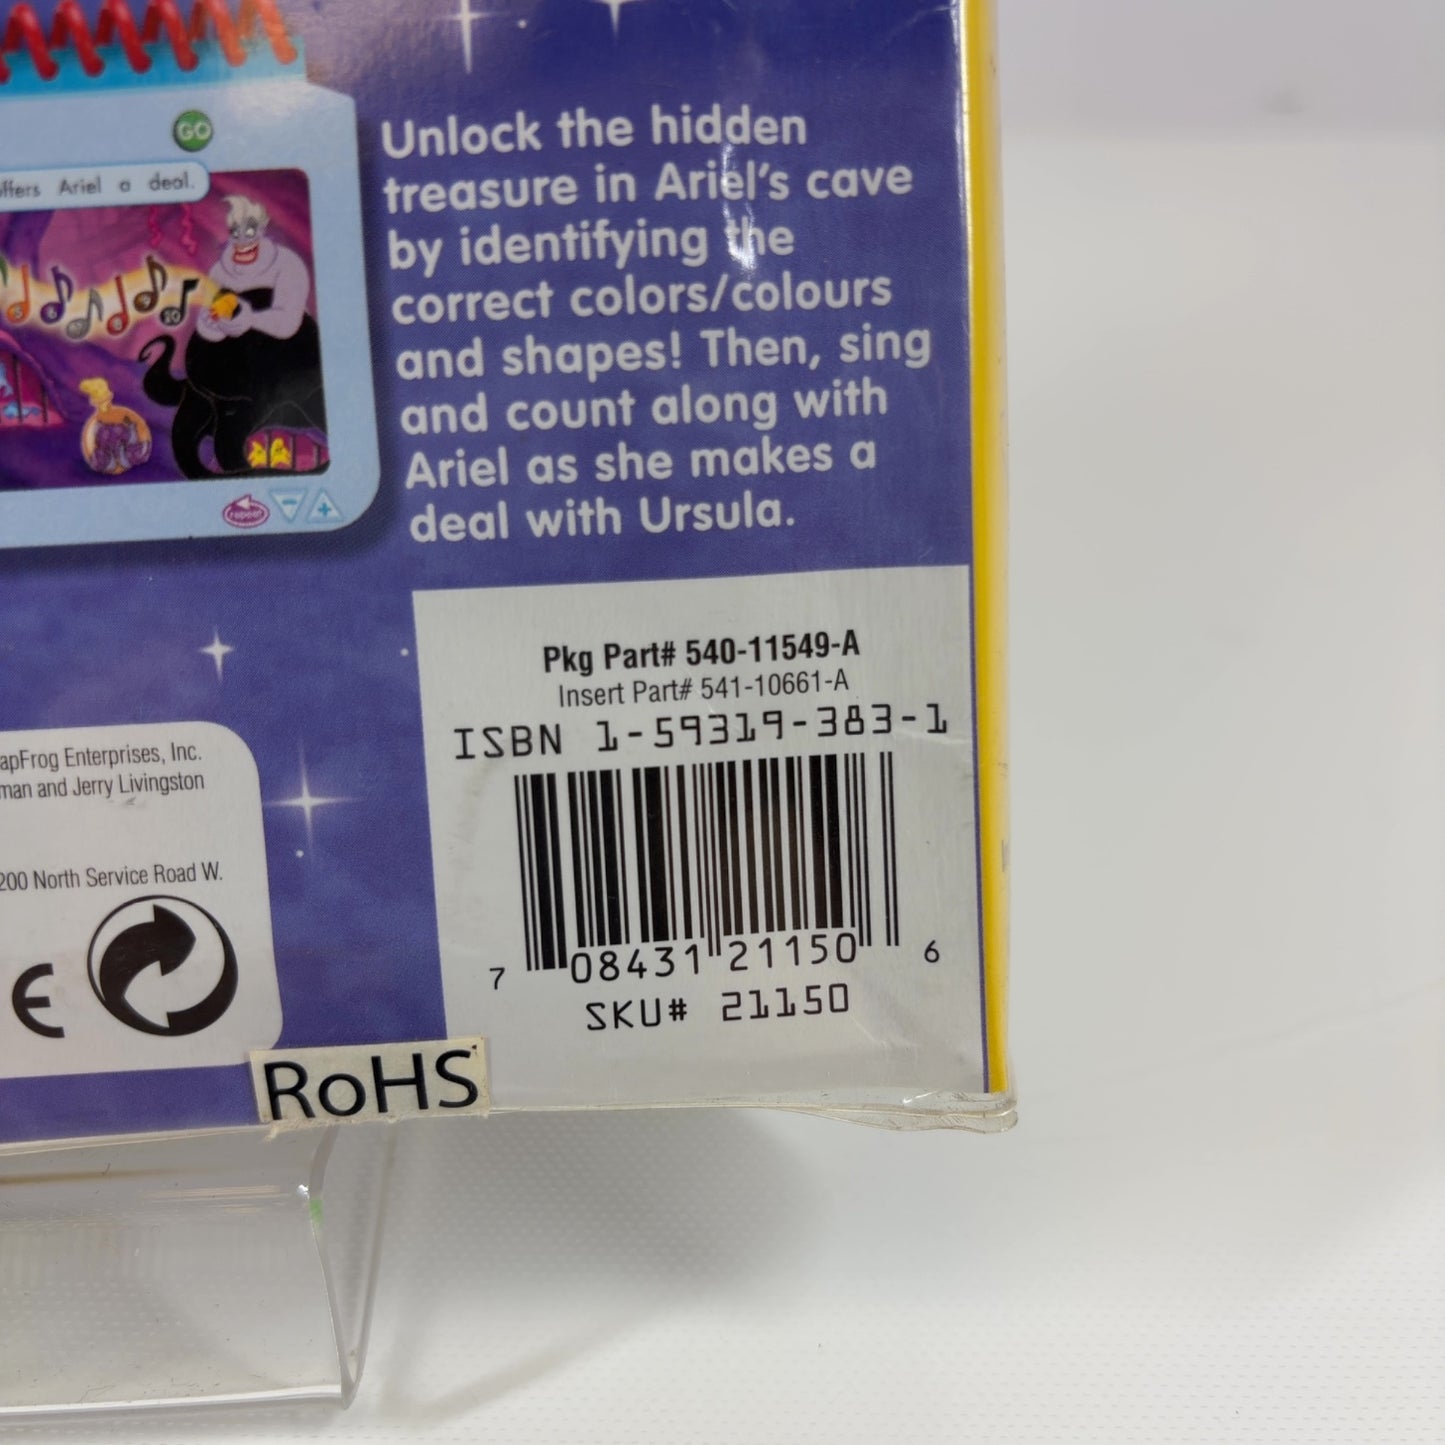 GO
offers Ariel a deal.
repeat
Unlock the hidden
treasure in Ariel's cave
by identifying the
correct colors/colours
and shapes! Then, sing
and count along with
Ariel as she makes a
deal with Ursula.
Pkg Part# 540-11549-A
Insert Part# 541-10661-A
ISBN 1-59319-383-1
7 08431 21150 6
SKU# 21150
apFrog Enterprises, Inc.
man and Jerry Livingston
200 North Service Road W.
CE
RoHS